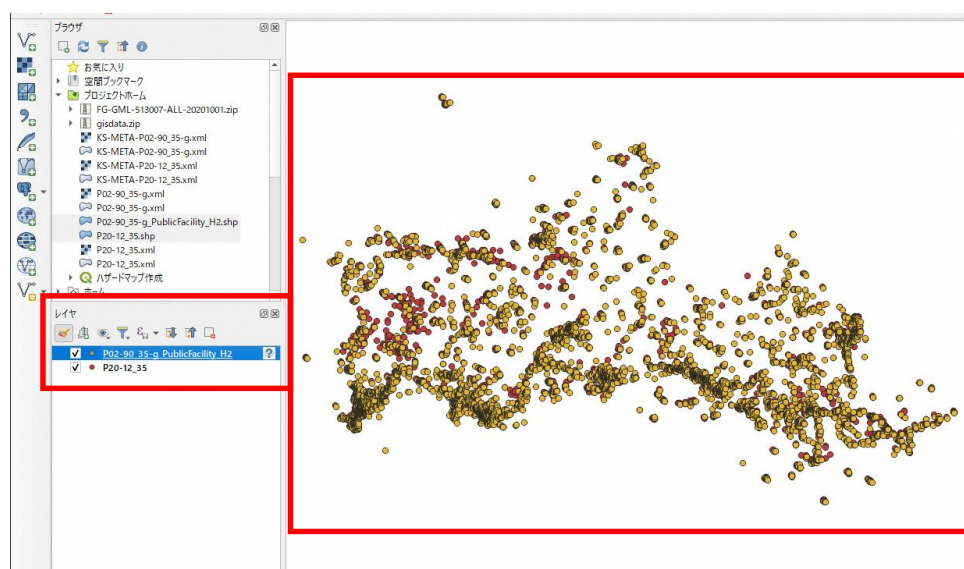 ブラウザ
お気に入り
空間ブックマーク
プロジェクトホーム
FG-GML-513007-ALL-20201001.zip
gisdata.zip
KS-META-P02-90_35-g.xml
KS-META-P02-90_35-g.xml
KS-META-P20-12_35.xml
KS-META-P20-12_35.xml
P02-90_35-g.xml
P02-90_35-g.xml
P02-90_35-g_PublicFacility_H2.shp
P20-12_35.shp
P20-12_35.xml
P20-12_35.xml
ハザードマップ作成
ホーム
レイヤ
P02-90_35-g_PublicFacility_H2
P20-12_35